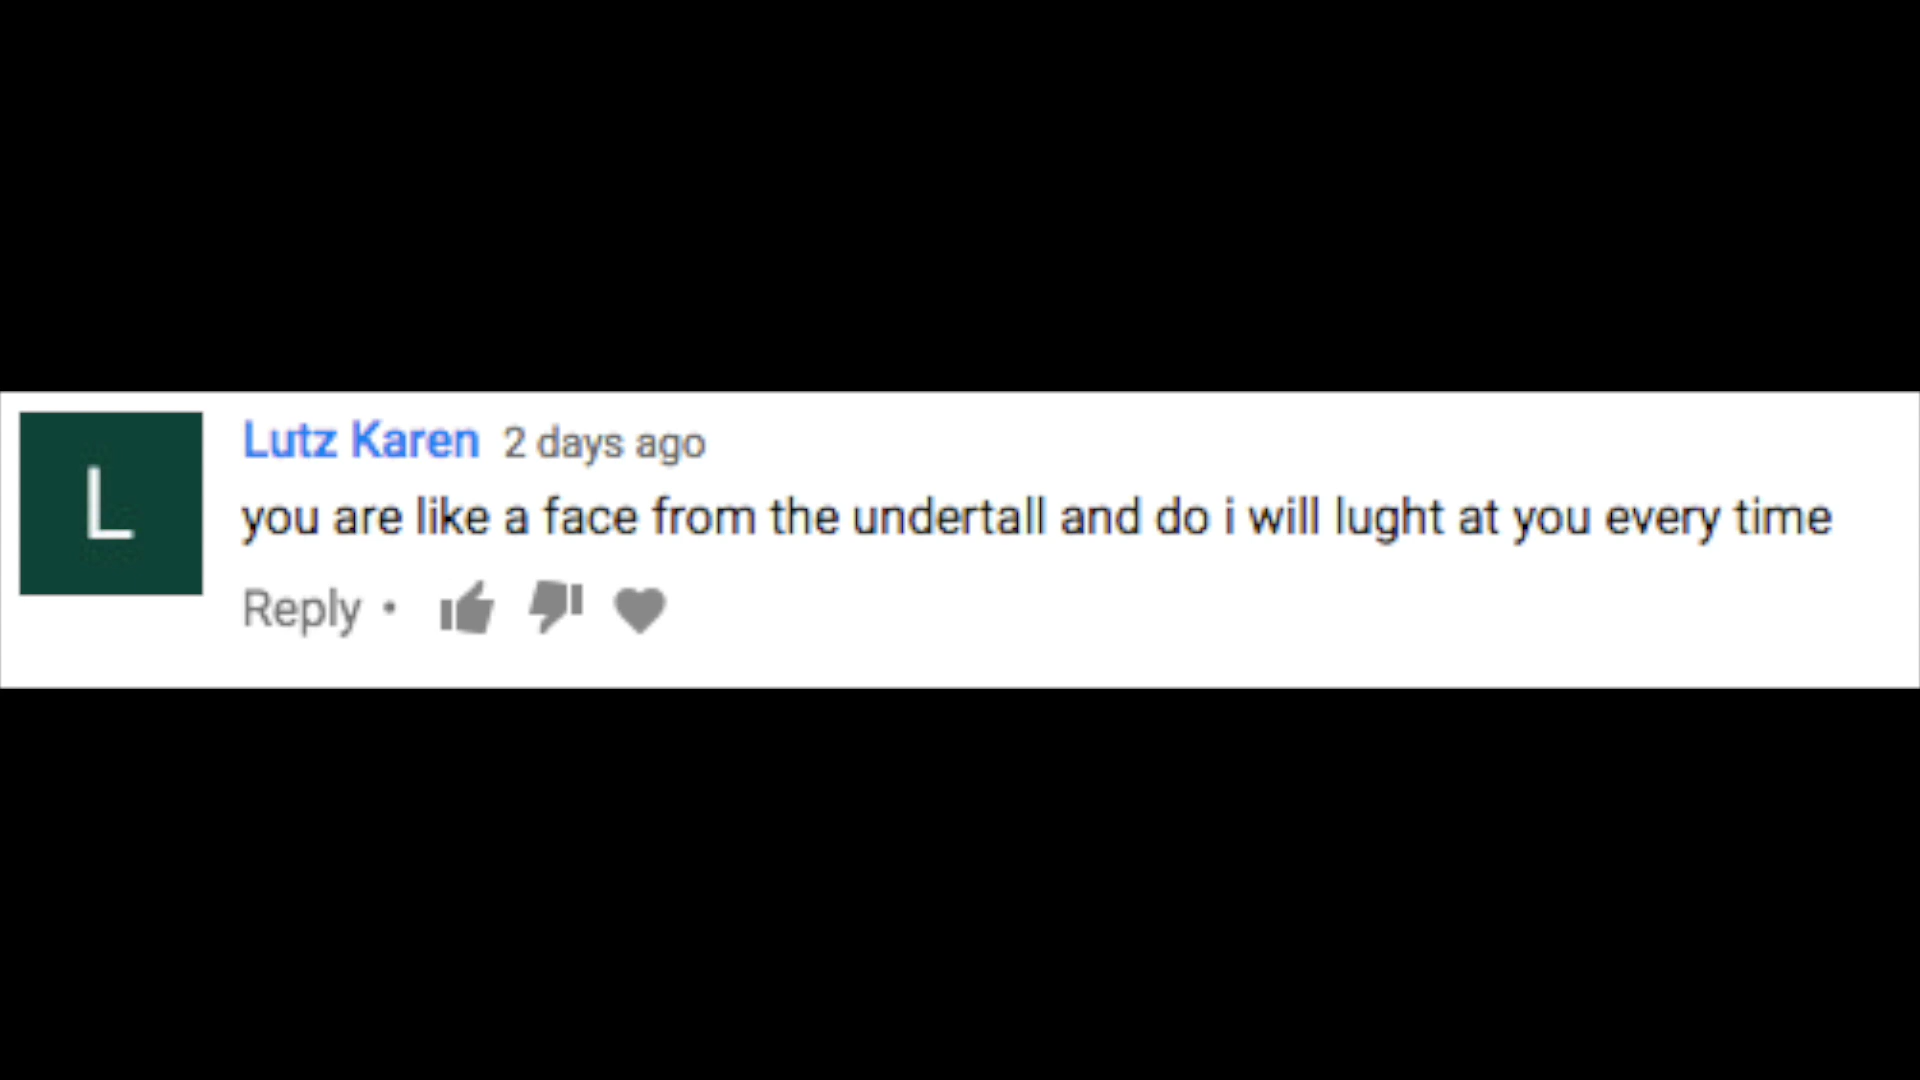 L
Lutz Karen 2 days ago
you are like a face from the undertall and do i will lught at you every time
Reply •